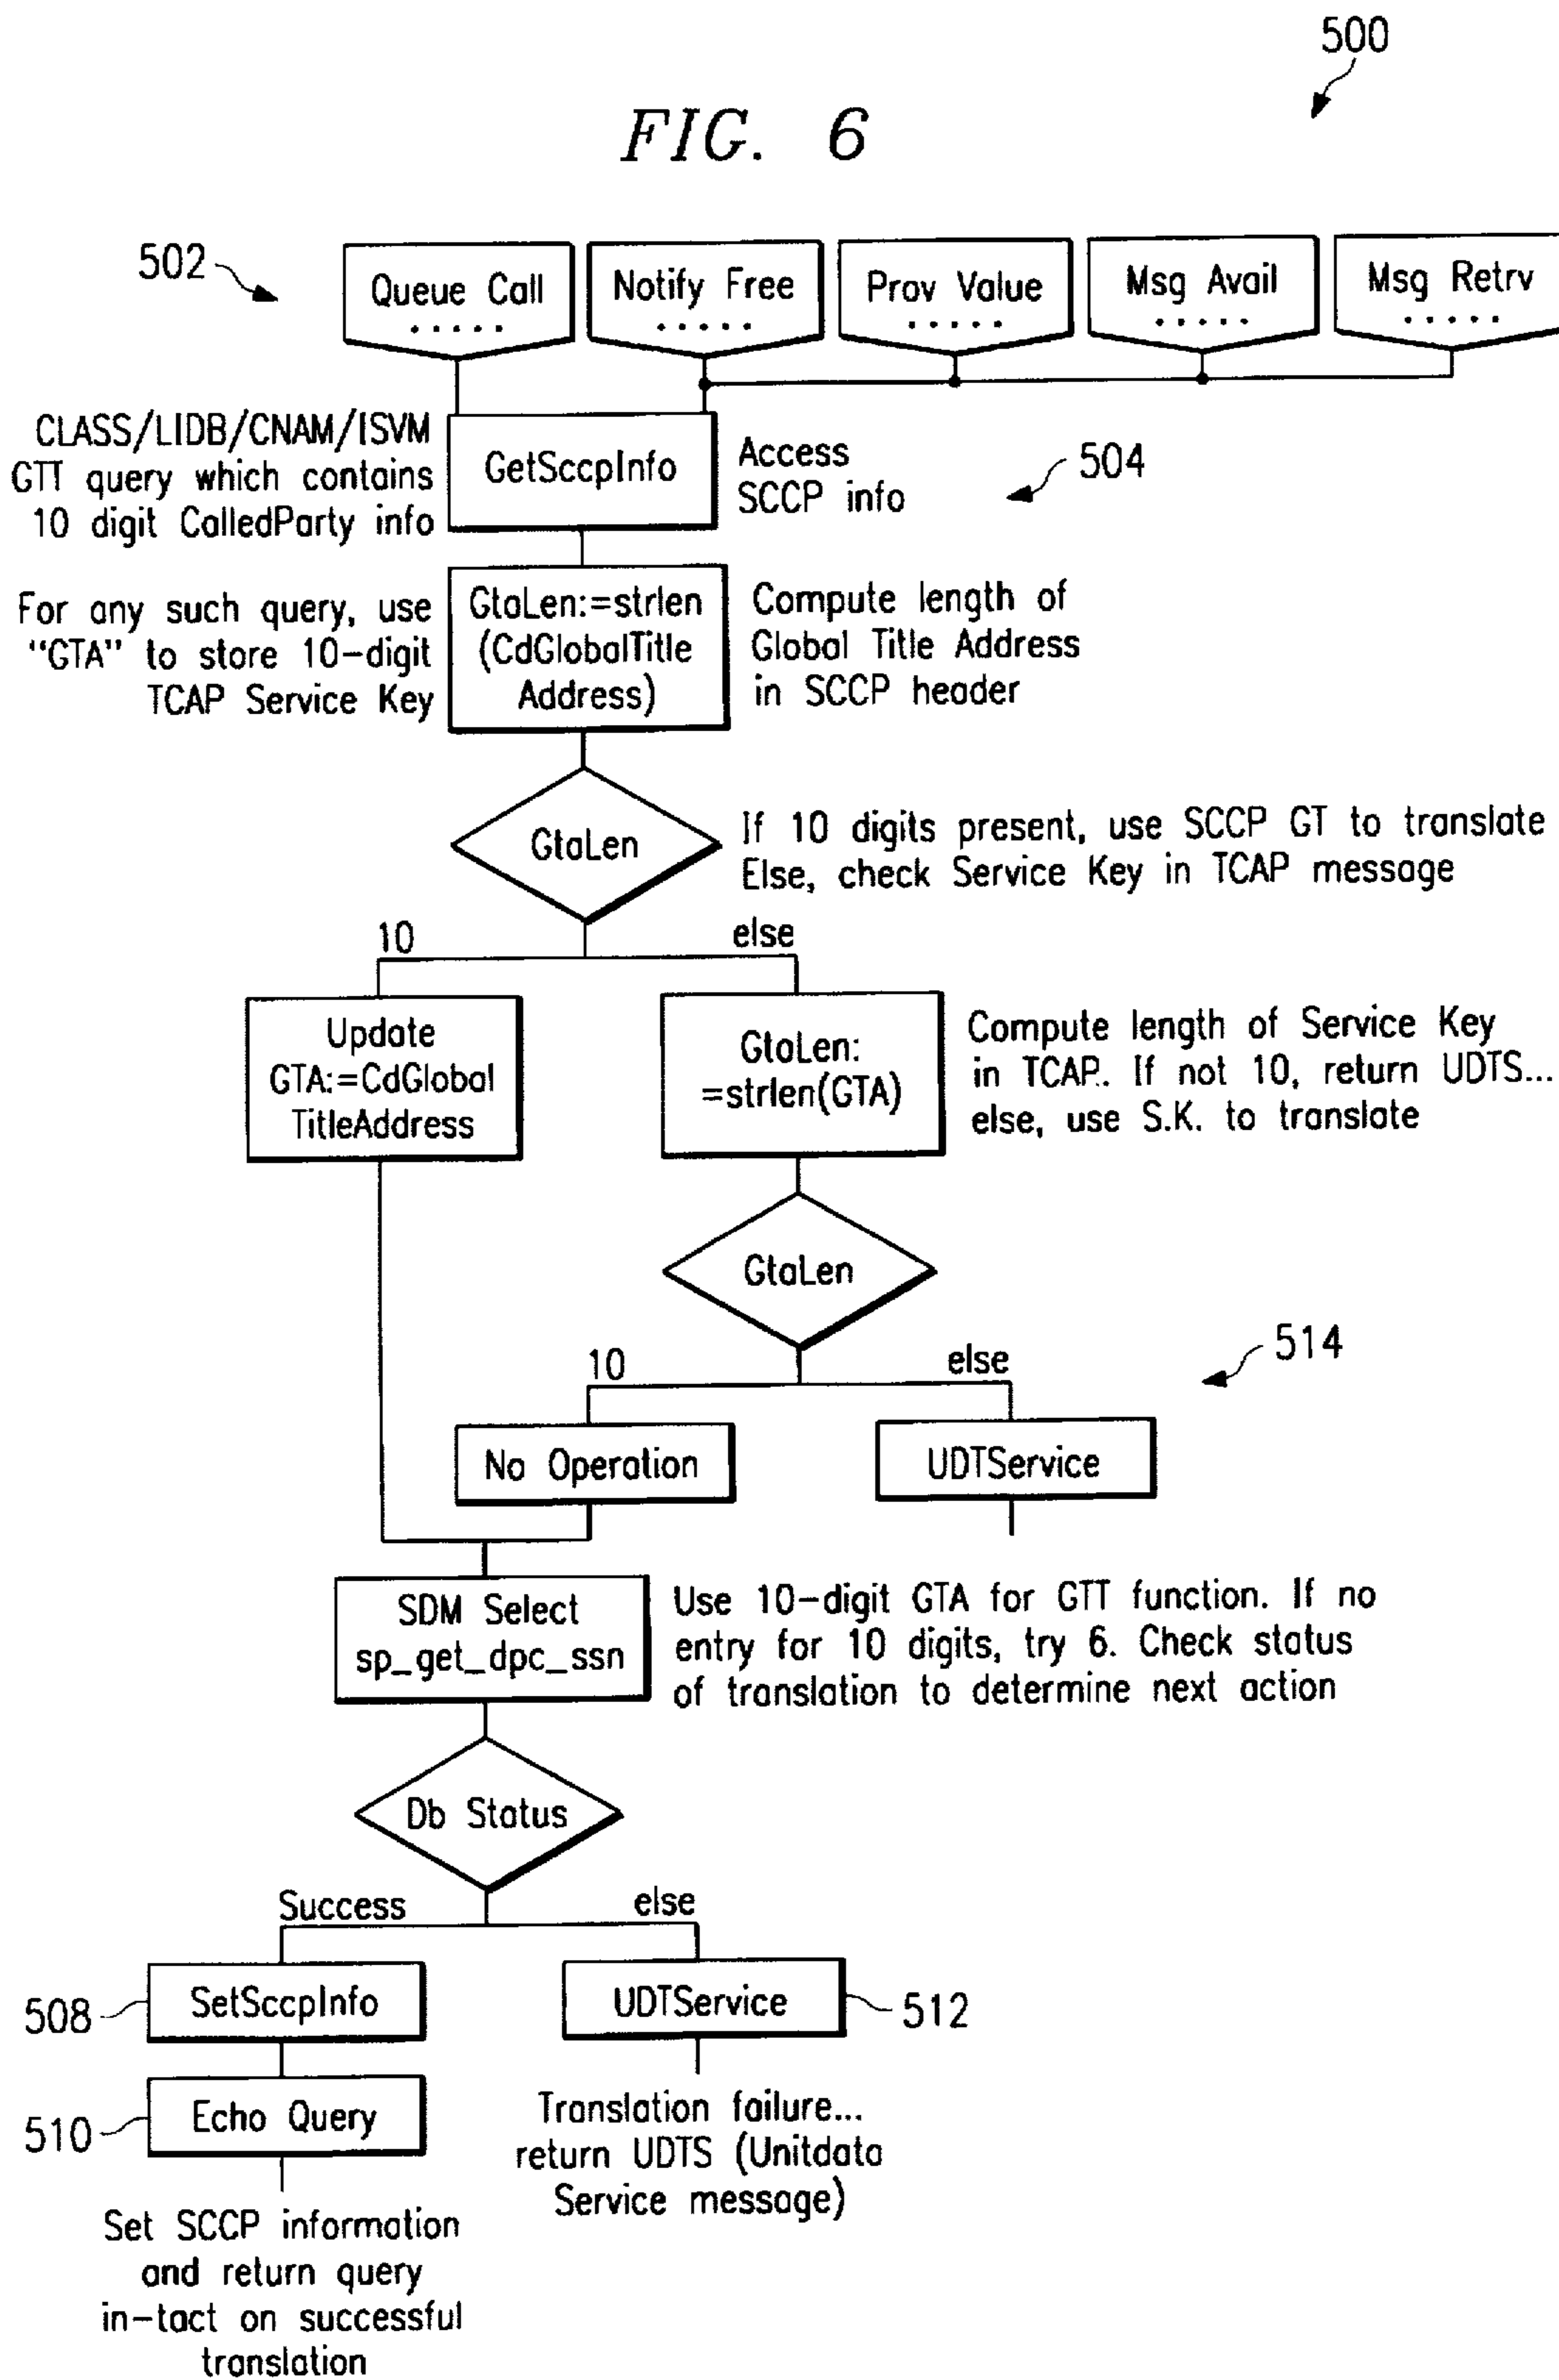 500
FIG. 6
502
Queue Call
.....
Notify Free
.....
Prov Value
.....
Msg Avail
.....
Msg Retrv
.....
CLASS/LIDB/CNAM/ISVM
GTT query which contains
10 digit CalledParty info
GetSccpInfo
Access
SCCP info
504
For any such query, use
"GTA" to store 10-digit
TCAP Service Key
GtaLen:=strlen
(CdGlobalTitle
Address)
Compute length of
Global Title Address
in SCCP header
GtaLen
If 10 digits present, use SCCP GT to translate
Else, check Service Key in TCAP message
10
else
Update
GTA:=CdGlobal
TitleAddress
GtaLen:
=strlen(GTA)
Compute length of Service Key
in TCAP. If not 10, return UDTS...
else, use S.K. to translate
GtaLen
10
else
514
No Operation
UDTService
SDM Select
sp_get_dpc_ssn
Use 10-digit GTA for GTT function. If no
entry for 10 digits, try 6. Check status
of translation to determine next action
Db Status
Success
else
508
SetSccpInfo
UDTService
512
510
Echo Query
Translation failure...
return UDTS (Unitdata
Service message)
Set SCCP information
and return query
in-tact on successful
translation